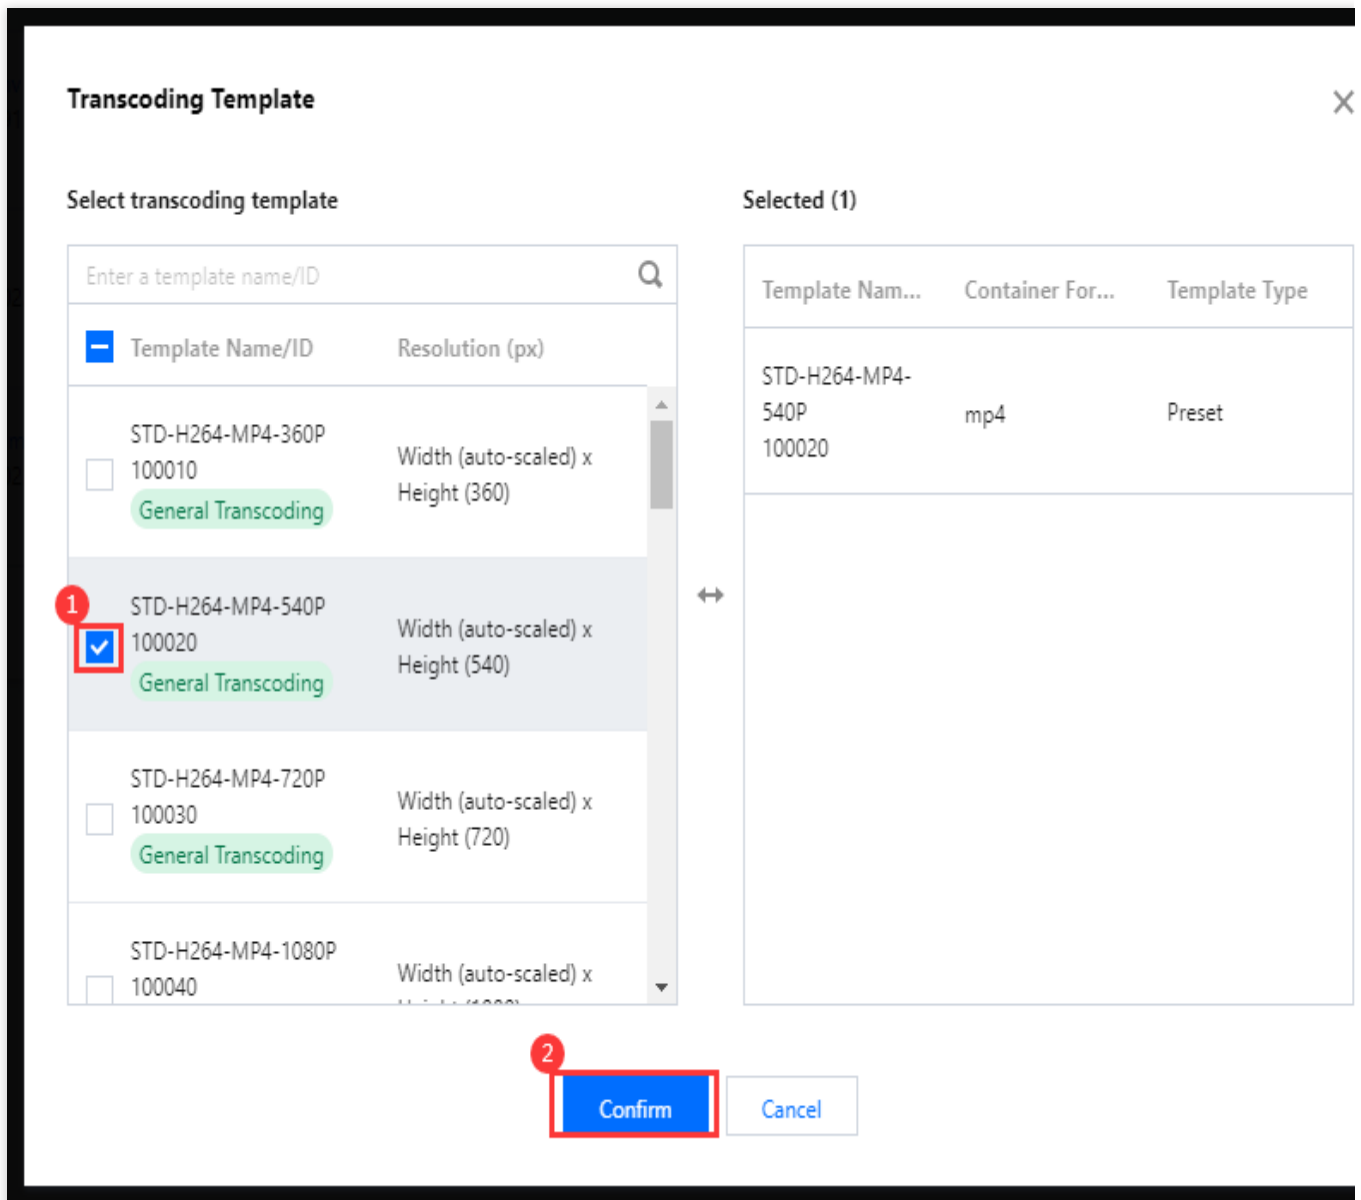 Transcoding Template
Select transcoding template
Enter a template name/ID
Template Name/ID Resolution (px)
STD-H264-MP4-360P
100010
General Transcoding
Width (auto-scaled) x
Height (360)
1
STD-H264-MP4-540P
100020
General Transcoding
Width (auto-scaled) x
Height (540)
STD-H264-MP4-720P
100030
General Transcoding
Width (auto-scaled) x
Height (720)
STD-H264-MP4-1080P
100040
Width (auto-scaled) x
Selected (1)
Template Nam... Container For... Template Type
STD-H264-MP4-
540P
100020
mp4
Preset
2
Confirm
Cancel